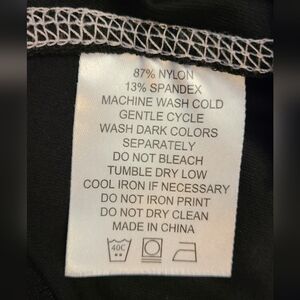 87% NYLON
13% SPANDEX
MACHINE WASH COLD
GENTLE CYCLE
WASH DARK COLORS
SEPARATELY
DO NOT BLEACH
TUMBLE DRY LOW
COOL IRON IF NECESSARY
DO NOT IRON PRINT
DO NOT DRY CLEAN
MADE IN CHINA
40C